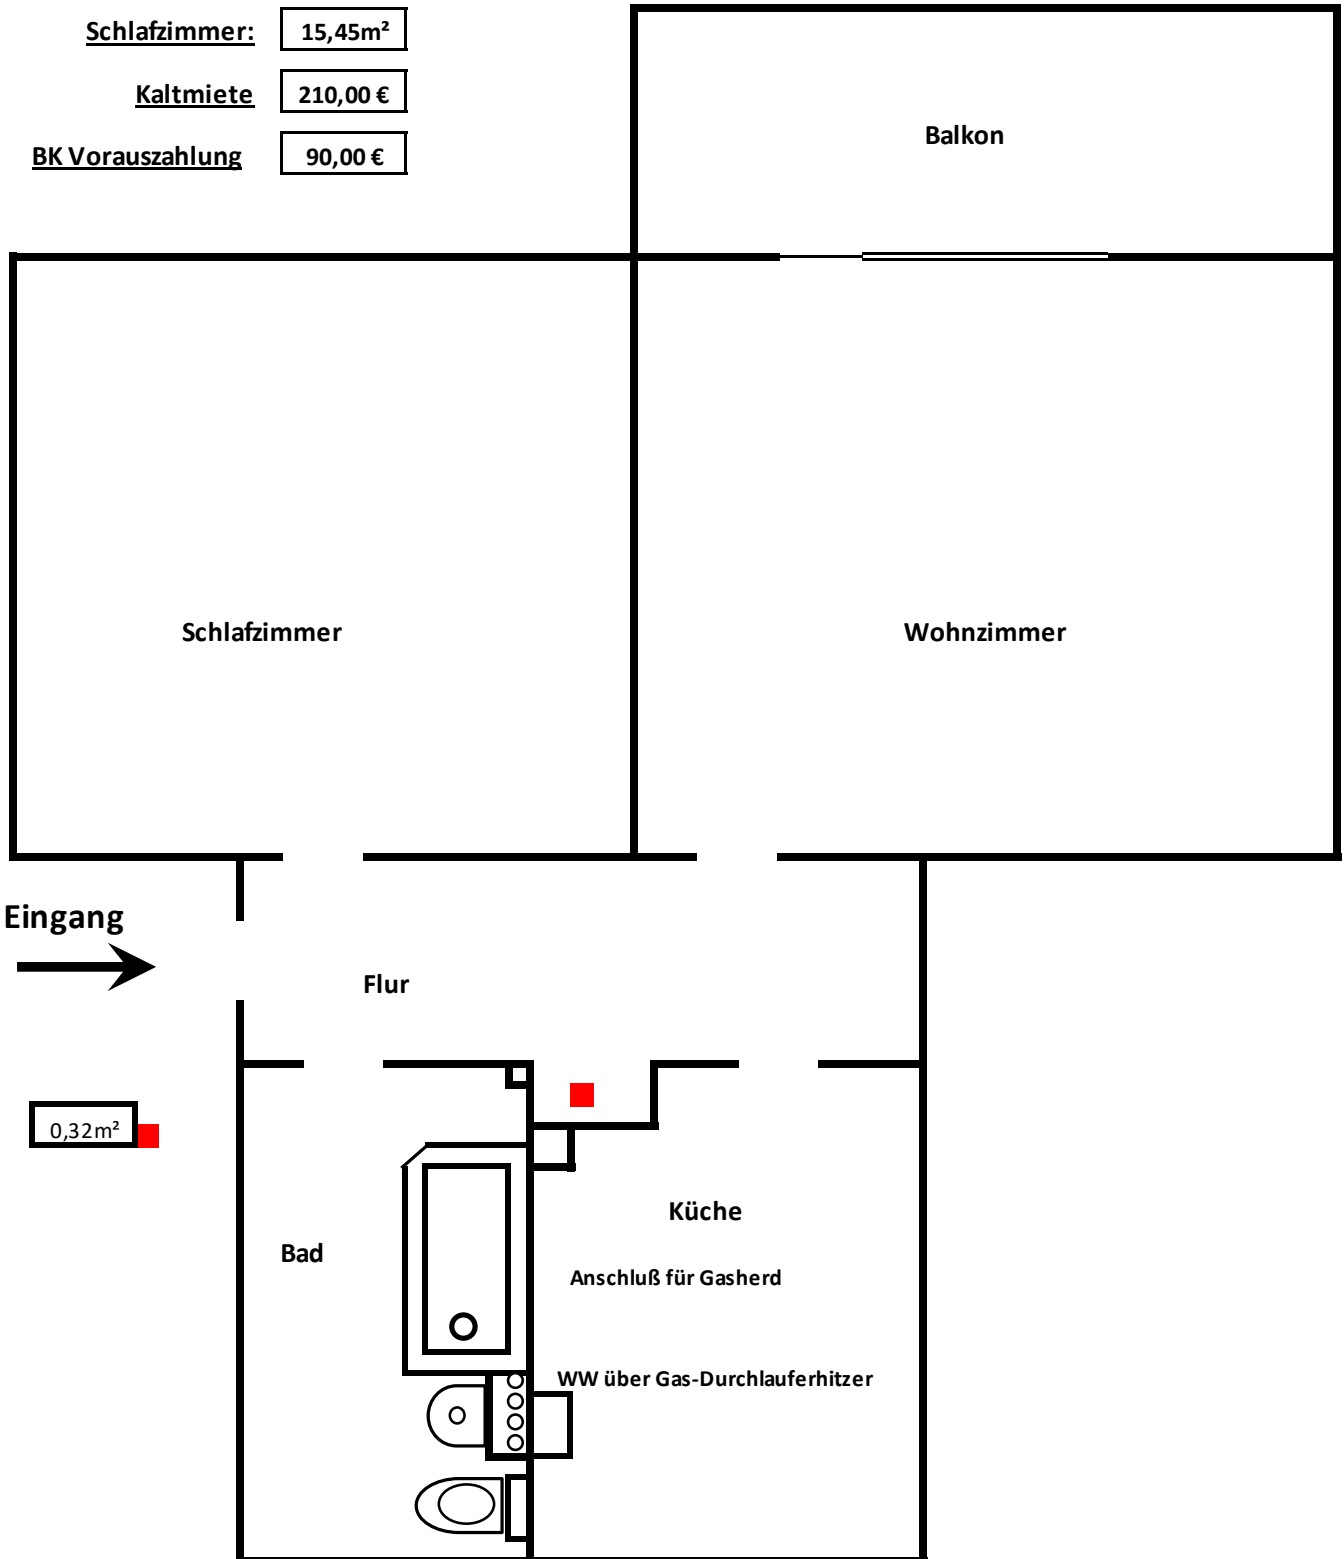 Schlafzimmer: 15,45m²
Kaltmiete 210,00 €
BK Vorauszahlung 90,00 €
Balkon
Schlafzimmer
Wohnzimmer
Eingang
Flur
0,32m²
Küche
Bad
Anschluß für Gasherd
WW über Gas-Durchlauferhitzer